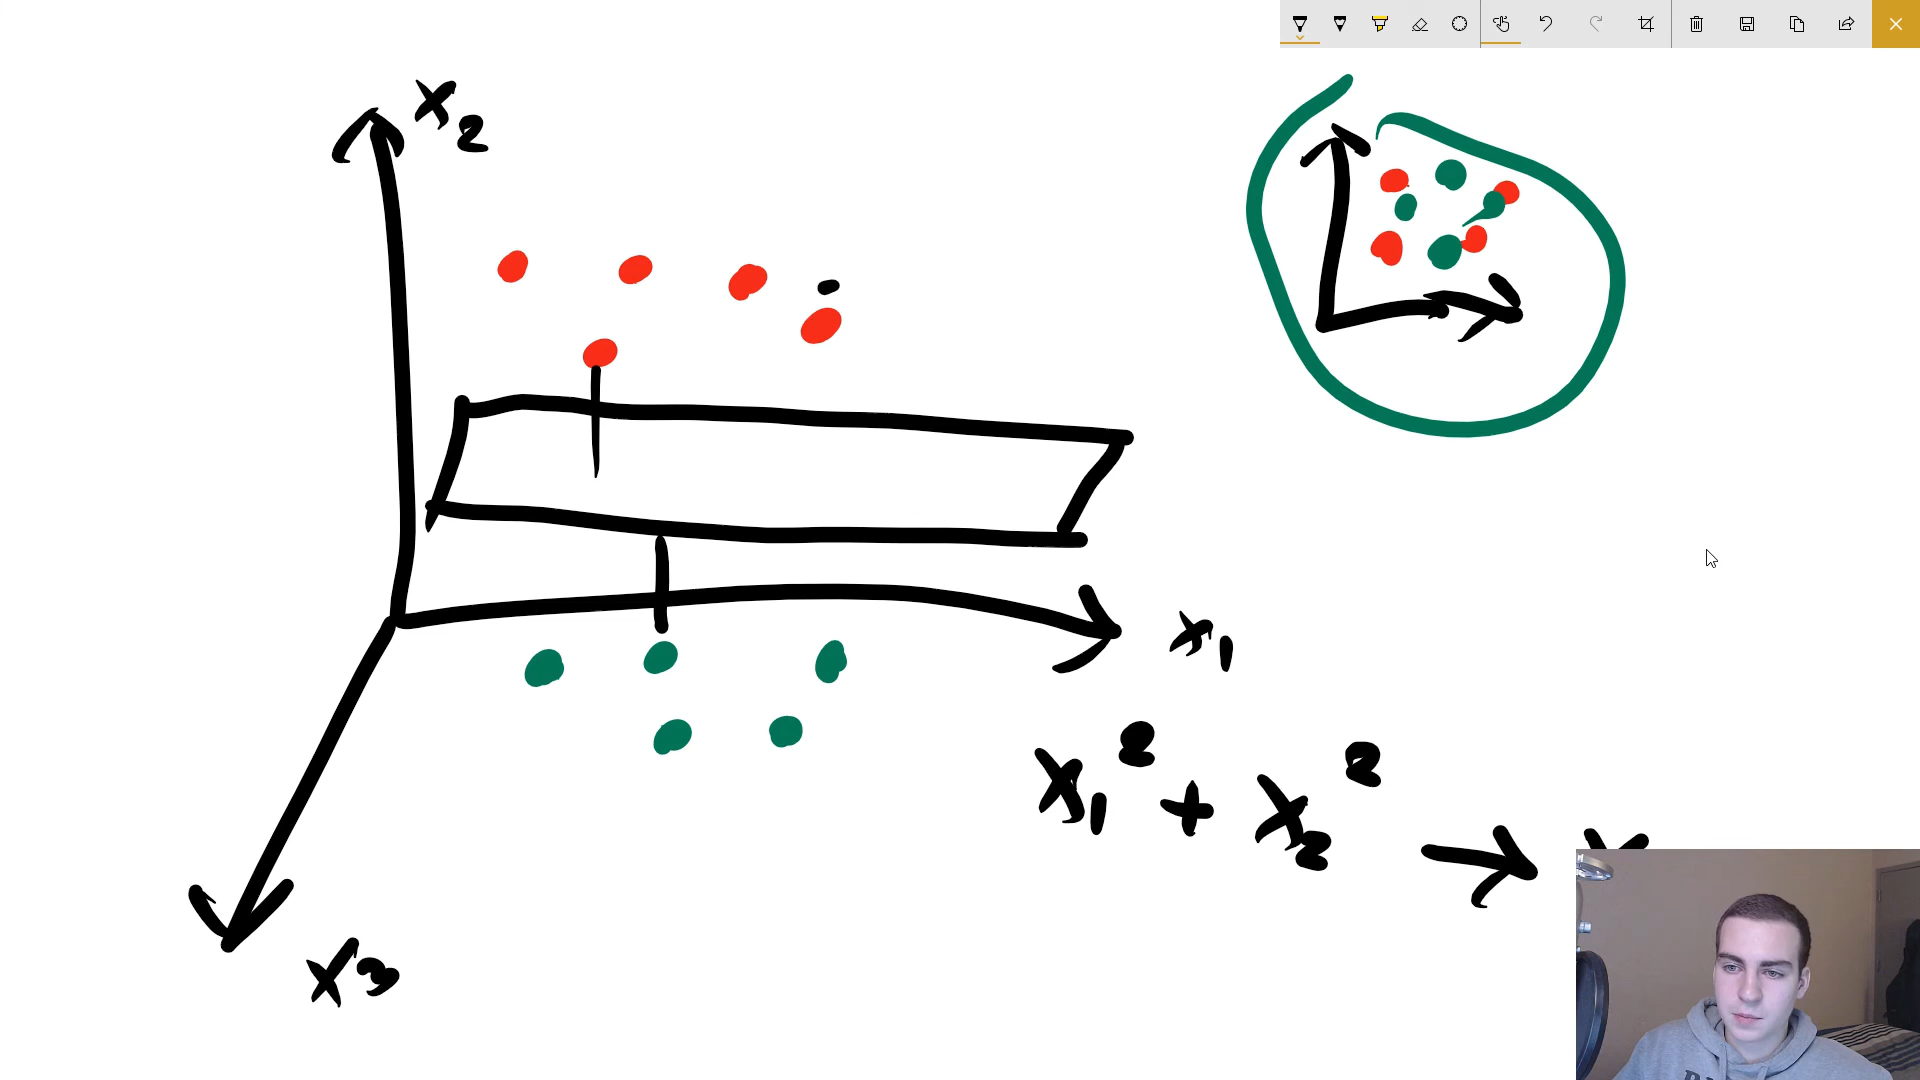 x₂
x₁
x₁² + x₂² →
x₃